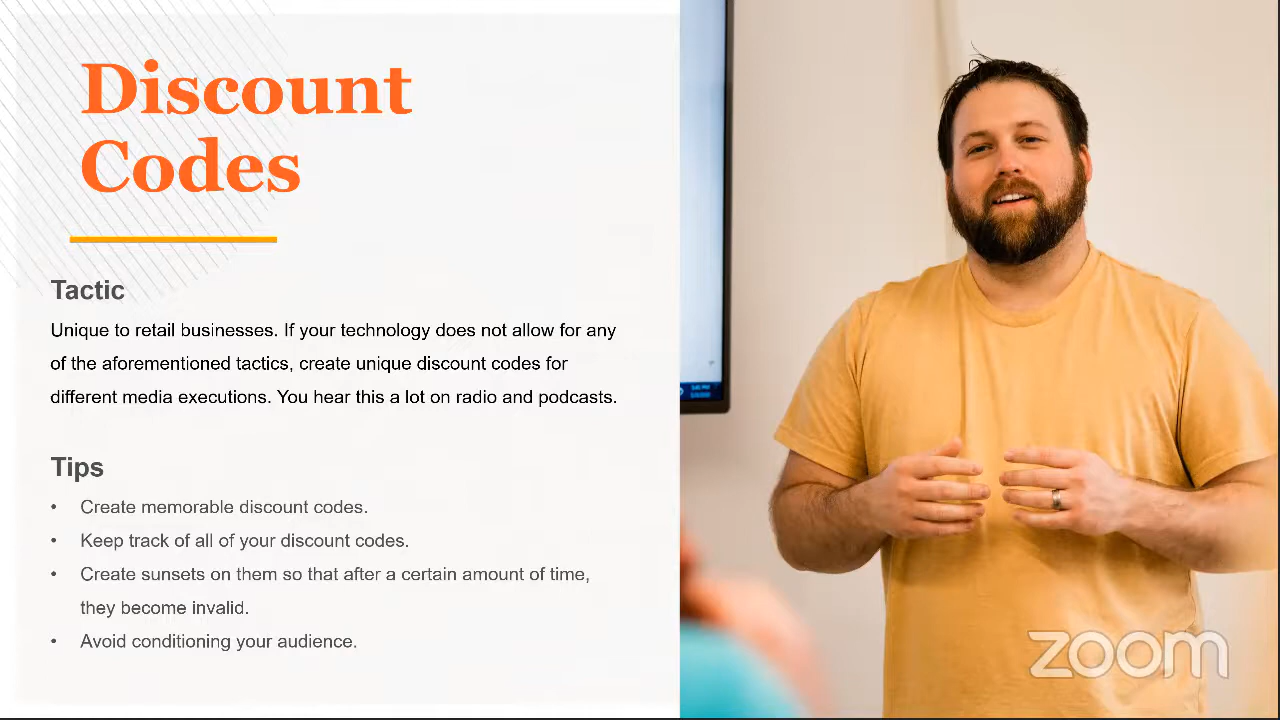 Discount
Codes
Tactic
Unique to retail businesses. If your technology does not allow for any
of the aforementioned tactics, create unique discount codes for
different media executions. You hear this a lot on radio and podcasts.
Tips
• Create memorable discount codes.
• Keep track of all of your discount codes.
• Create sunsets on them so that after a certain amount of time,
they become invalid.
• Avoid conditioning your audience.
zoom